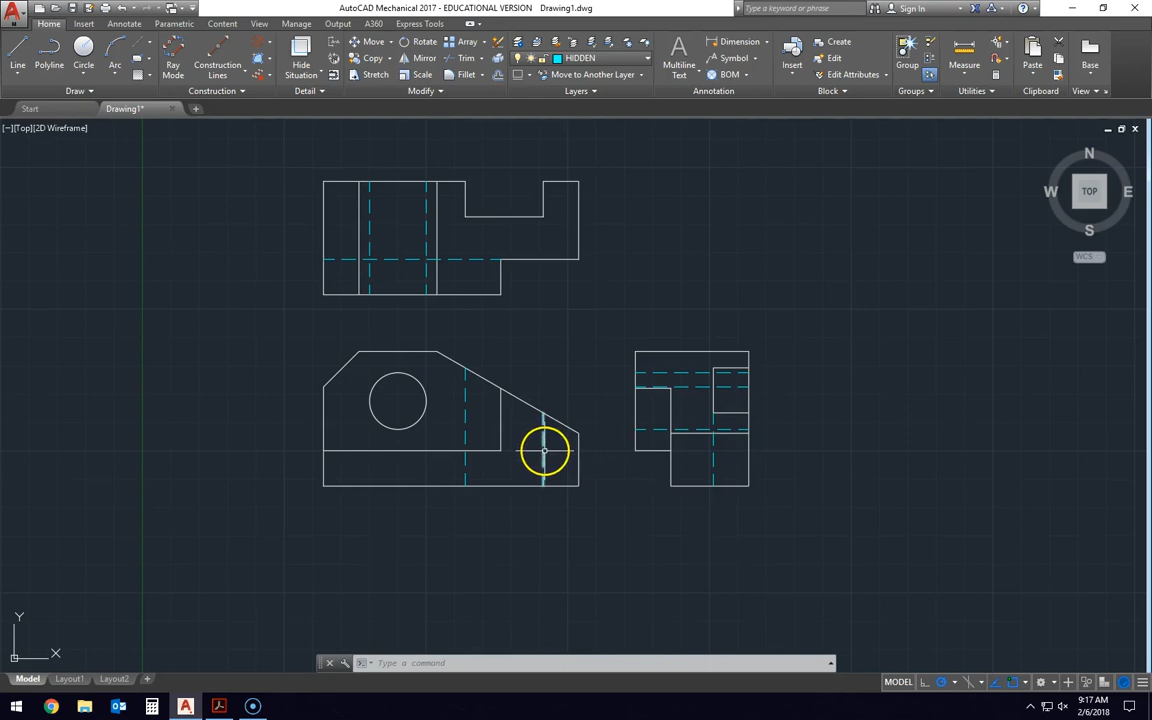 AutoCAD Mechanical 2017 - EDUCATIONAL VERSION Drawing1.dwg
Type a keyword or phrase
Sign In
Home Insert Annotate Parametric Content View Manage Output A360 Express Tools
Line Polyline Circle Arc
Ray Mode
Construction Lines
Hide Situation
Move Rotate Array
Copy Mirror Trim
Stretch Scale Fillet
HIDDEN
Move to Another Layer
Multiline Text
Dimension
Symbol
BOM
Insert
Create
Edit
Edit Attributes
Group
Measure
Paste
Base
Draw Construction Detail Modify Layers Annotation Block Groups Utilities Clipboard View
Start Drawing1*
[−][Top][2D Wireframe]
N
W TOP E
S
WCS
Y
X
Type a command
Model Layout1 Layout2
MODEL
9:17 AM
2/6/2018